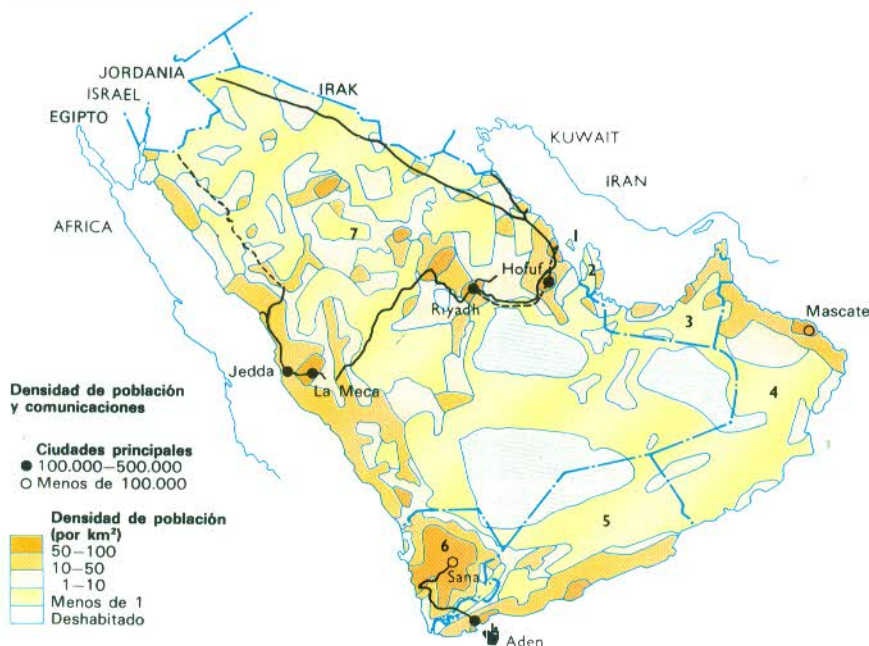 JORDANIA
IRAK
ISRAEL
EGIPTO
KUWAIT
IRAN
AFRICA
7
1
Hofuf
2
Riyadh
3
Mascate
Jedda
La Meca
4
Densidad de población
y comunicaciones
Ciudades principales
100.000–500.000
Menos de 100.000
5
Densidad de población
(por km²)
50–100
10–50
1–10
Menos de 1
Deshabitado
6
Sana
Aden